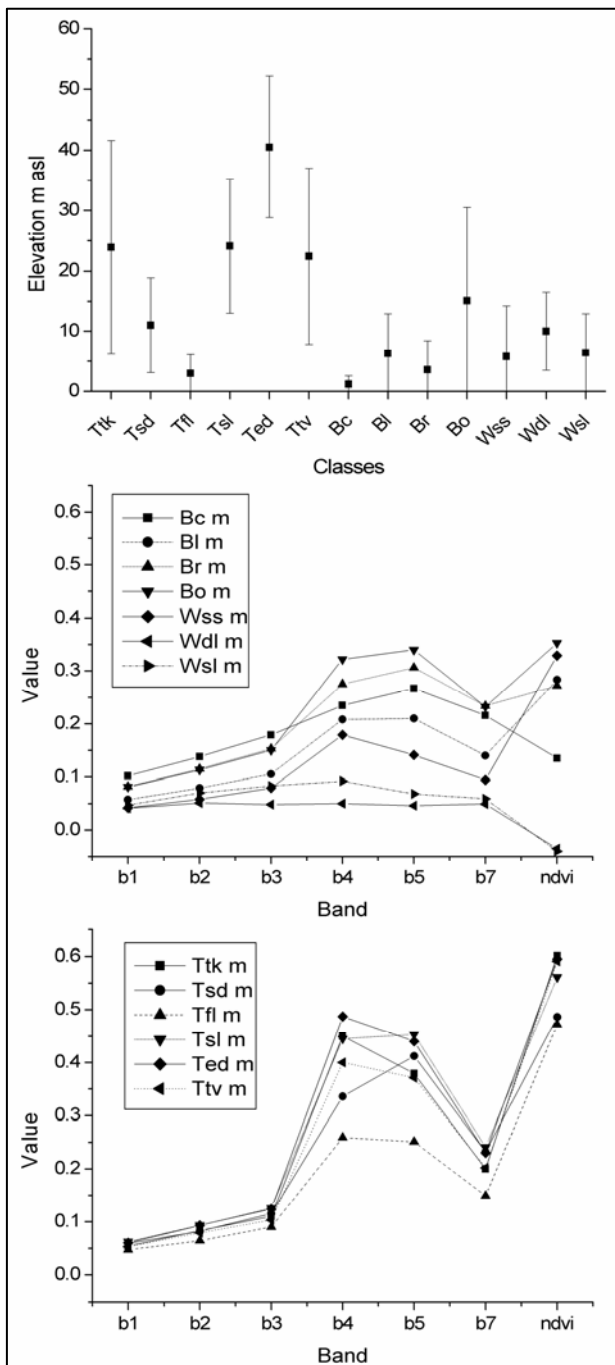 60
50
40
30
20
10
0
Elevation m asl
Ttk Tsd Tfl Tsl Ted Ttv Bc Bl Br Bo Wss Wdl Wsl
Classes
0.6
0.5
0.4
0.3
0.2
0.1
0.0
Value
Bc m
Bl m
Br m
Bo m
Wss m
Wdl m
Wsl m
b1 b2 b3 b4 b5 b7 ndvi
Band
0.6
0.5
0.4
0.3
0.2
0.1
0.0
Value
Ttk m
Tsd m
Tfl m
Tsl m
Ted m
Ttv m
b1 b2 b3 b4 b5 b7 ndvi
Band